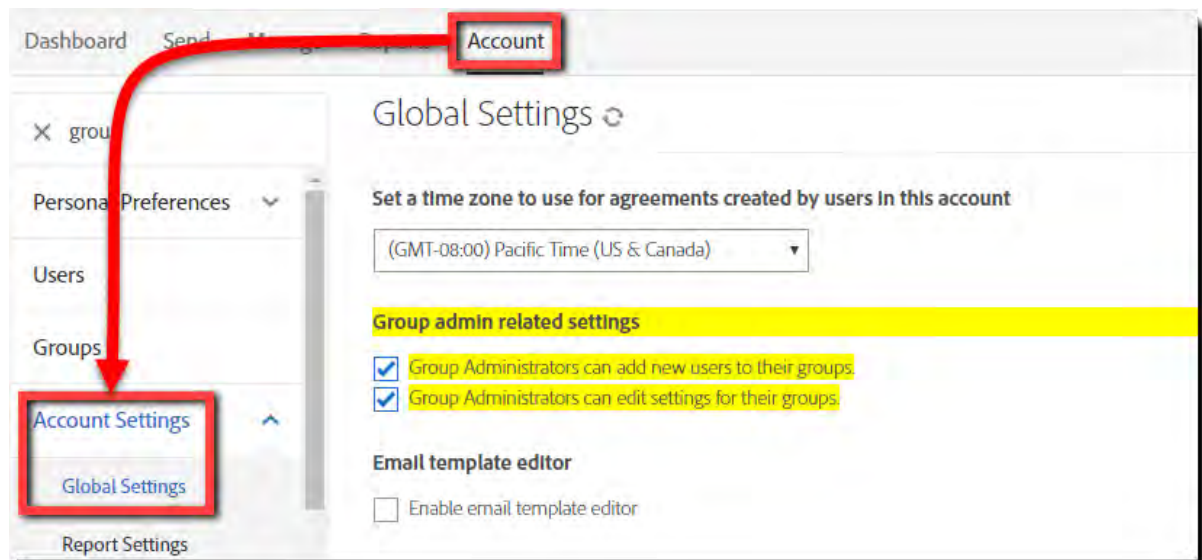 Dashboard Send Account
Global Settings
Personal Preferences
Set a time zone to use for agreements created by users in this account
(GMT-08:00) Pacific Time (US & Canada)
Users
Group admin related settings
Groups
Group Administrators can add new users to their groups.
Group Administrators can edit settings for their groups.
Account Settings
Email template editor
Global Settings
Enable email template editor
Report Settings